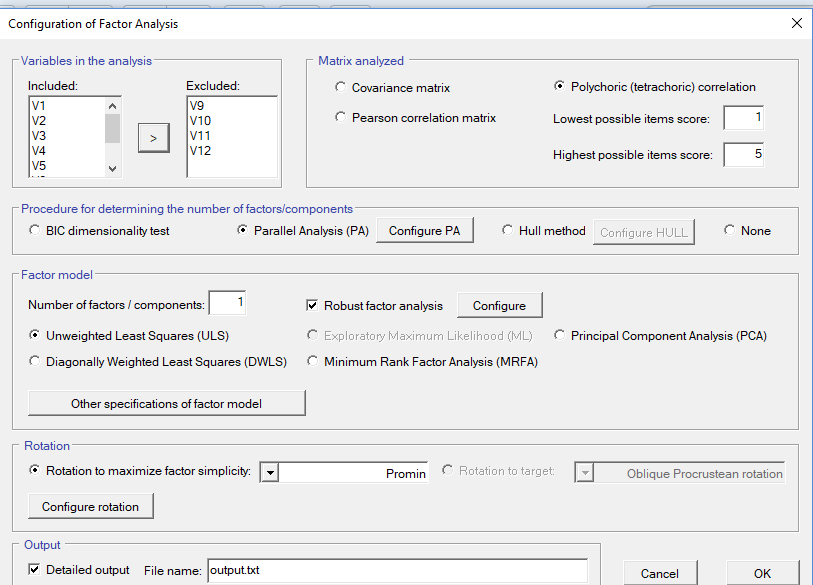 Configuration of Factor Analysis
Variables in the analysis
Included:
V1
V2
V3
V4
V5
>
Excluded:
V9
V10
V11
V12
Matrix analyzed
Covariance matrix
Pearson correlation matrix
Polychoric (tetrachoric) correlation
Lowest possible items score: 1
Highest possible items score: 5
Procedure for determining the number of factors/components
BIC dimensionality test
Parallel Analysis (PA)
Configure PA
Hull method
Configure HULL
None
Factor model
Number of factors / components: 1
Robust factor analysis
Configure
Unweighted Least Squares (ULS)
Exploratory Maximum Likelihood (ML)
Principal Component Analysis (PCA)
Diagonally Weighted Least Squares (DWLS)
Minimum Rank Factor Analysis (MRFA)
Other specifications of factor model
Rotation
Rotation to maximize factor simplicity: Promin
Rotation to target: Oblique Procrustean rotation
Configure rotation
Output
Detailed output
File name: output.txt
Cancel
OK